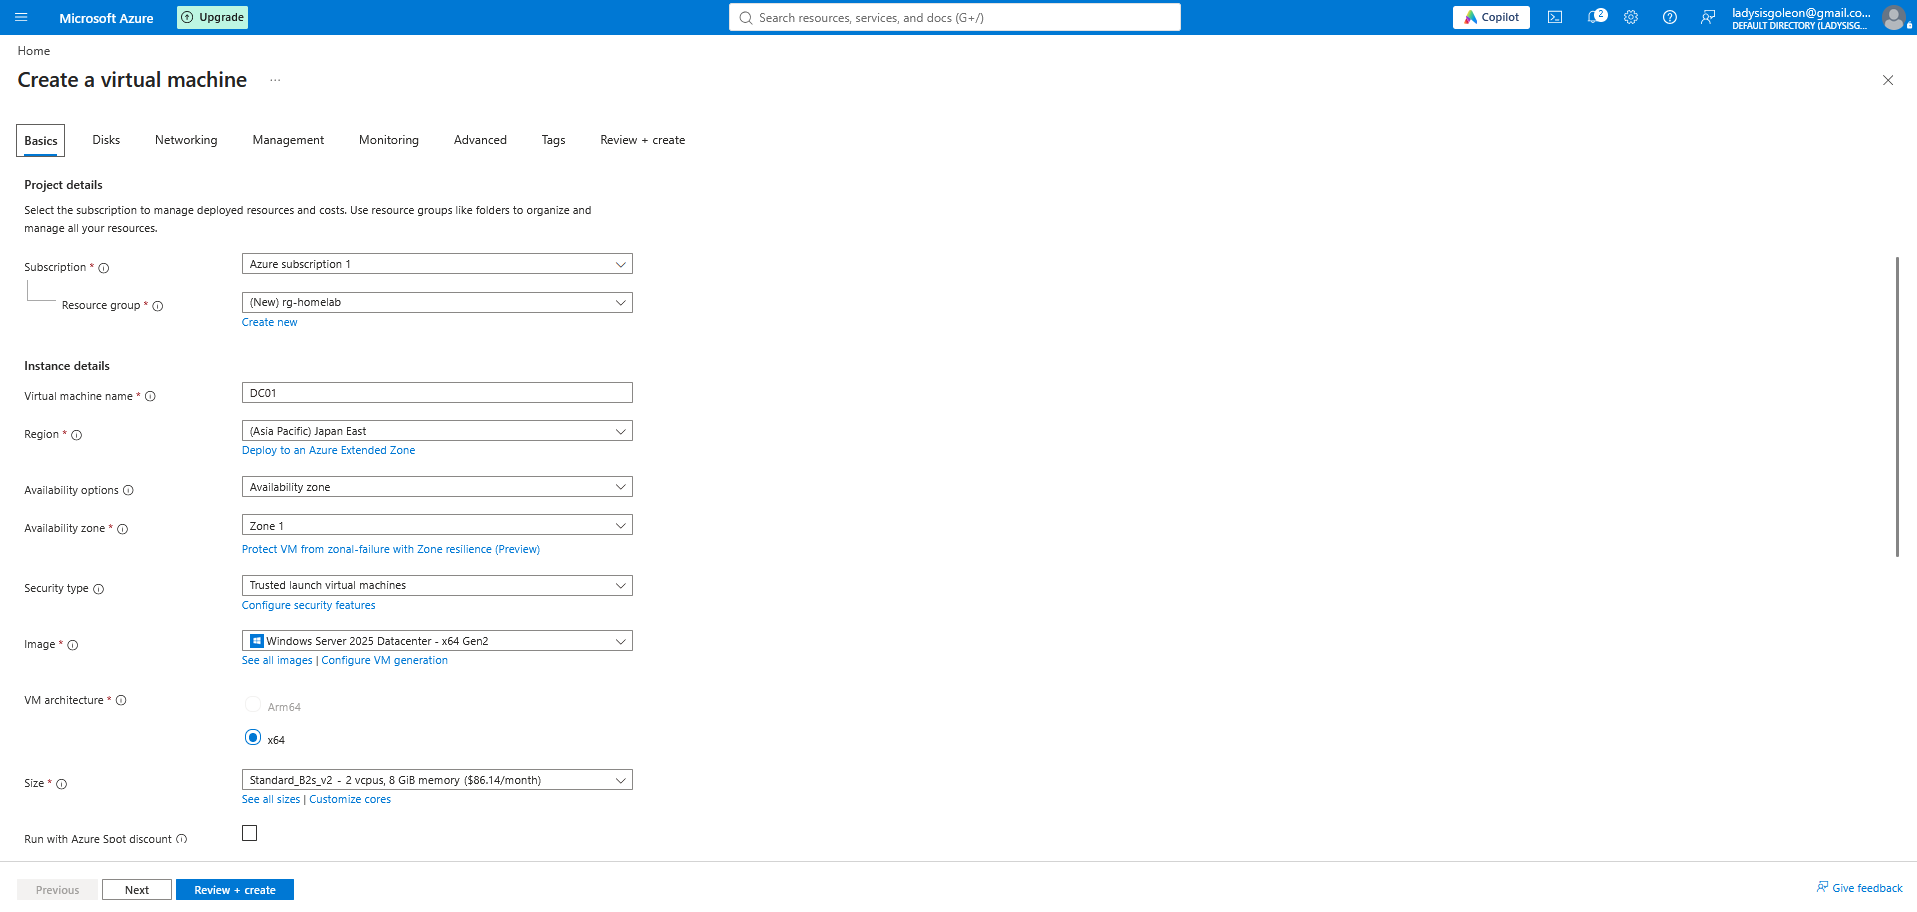 Microsoft Azure
Upgrade
Search resources, services, and docs (G+/)
Copilot
2
ladysisgoleon@gmail.co...
DEFAULT DIRECTORY (LADYSISG...
Home
Create a virtual machine
...
Basics
Disks
Networking
Management
Monitoring
Advanced
Tags
Review + create
Project details
Select the subscription to manage deployed resources and costs. Use resource groups like folders to organize and
manage all your resources.
Subscription *
Azure subscription 1
Resource group *
(New) rg-homelab
Create new
Instance details
Virtual machine name *
DC01
Region *
(Asia Pacific) Japan East
Deploy to an Azure Extended Zone
Availability options
Availability zone
Availability zone *
Zone 1
Protect VM from zonal-failure with Zone resilience (Preview)
Security type
Trusted launch virtual machines
Configure security features
Image *
Windows Server 2025 Datacenter - x64 Gen2
See all images | Configure VM generation
VM architecture *
Arm64
x64
Size *
Standard_B2s_v2 - 2 vcpus, 8 GiB memory ($86.14/month)
See all sizes | Customize cores
Run with Azure Spot discount
Previous
Next
Review + create
Give feedback